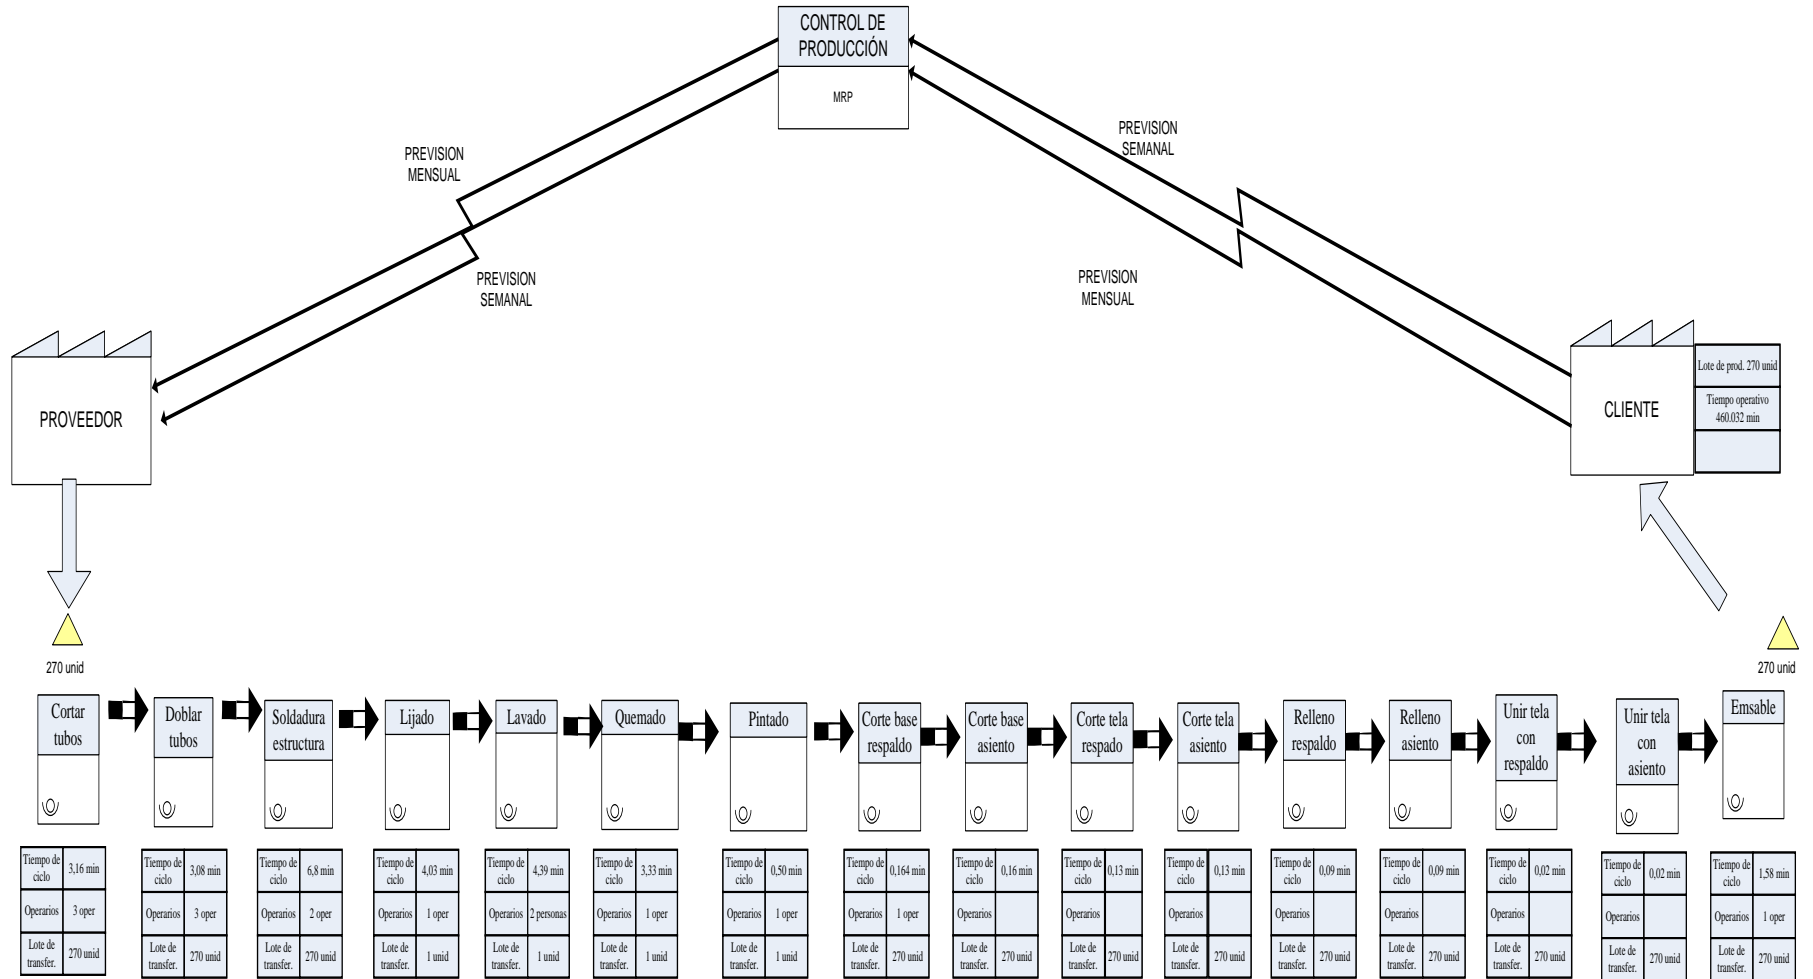 CONTROL DE
PRODUCCIÓN
MRP
PREVISION
MENSUAL
PREVISION
SEMANAL
PREVISION
SEMANAL
PREVISION
MENSUAL
PROVEEDOR
CLIENTE
Lote de prod. 270 unid
Tiempo operativo
460.032 min
270 unid
270 unid
Cortar
tubos
Doblar
tubos
Soldadura
estructura
Lijado
Lavado
Quemado
Pintado
Corte base
respaldo
Corte base
asiento
Corte tela
respado
Corte tela
asiento
Relleno
respaldo
Relleno
asiento
Unir tela
con
respaldo
Unir tela
con
asiento
Emsable
Tiempo de
ciclo
3,16 min
Operarios
3 oper
Lote de
transfer.
270 unid
Tiempo de
ciclo
3,08 min
Operarios
3 oper
Lote de
transfer.
270 unid
Tiempo de
ciclo
6,8 min
Operarios
2 oper
Lote de
transfer.
270 unid
Tiempo de
ciclo
4,03 min
Operarios
1 oper
Lote de
transfer.
1 unid
Tiempo de
ciclo
4,39 min
Operarios
2 personas
Lote de
transfer.
1 unid
Tiempo de
ciclo
3,33 min
Operarios
1 oper
Lote de
transfer.
1 unid
Tiempo de
ciclo
0,50 min
Operarios
1 oper
Lote de
transfer.
1 unid
Tiempo de
ciclo
0,164 min
Operarios
1 oper
Lote de
transfer.
270 unid
Tiempo de
ciclo
0,16 min
Operarios
Lote de
transfer.
270 unid
Tiempo de
ciclo
0,13 min
Operarios
Lote de
transfer.
270 unid
Tiempo de
ciclo
0,13 min
Operarios
Lote de
transfer.
270 unid
Tiempo de
ciclo
0,09 min
Operarios
Lote de
transfer.
270 unid
Tiempo de
ciclo
0,09 min
Operarios
Lote de
transfer.
270 unid
Tiempo de
ciclo
0,02 min
Operarios
Lote de
transfer.
270 unid
Tiempo de
ciclo
0,02 min
Operarios
Lote de
transfer.
270 unid
Tiempo de
ciclo
1,58 min
Operarios
1 oper
Lote de
transfer.
270 unid